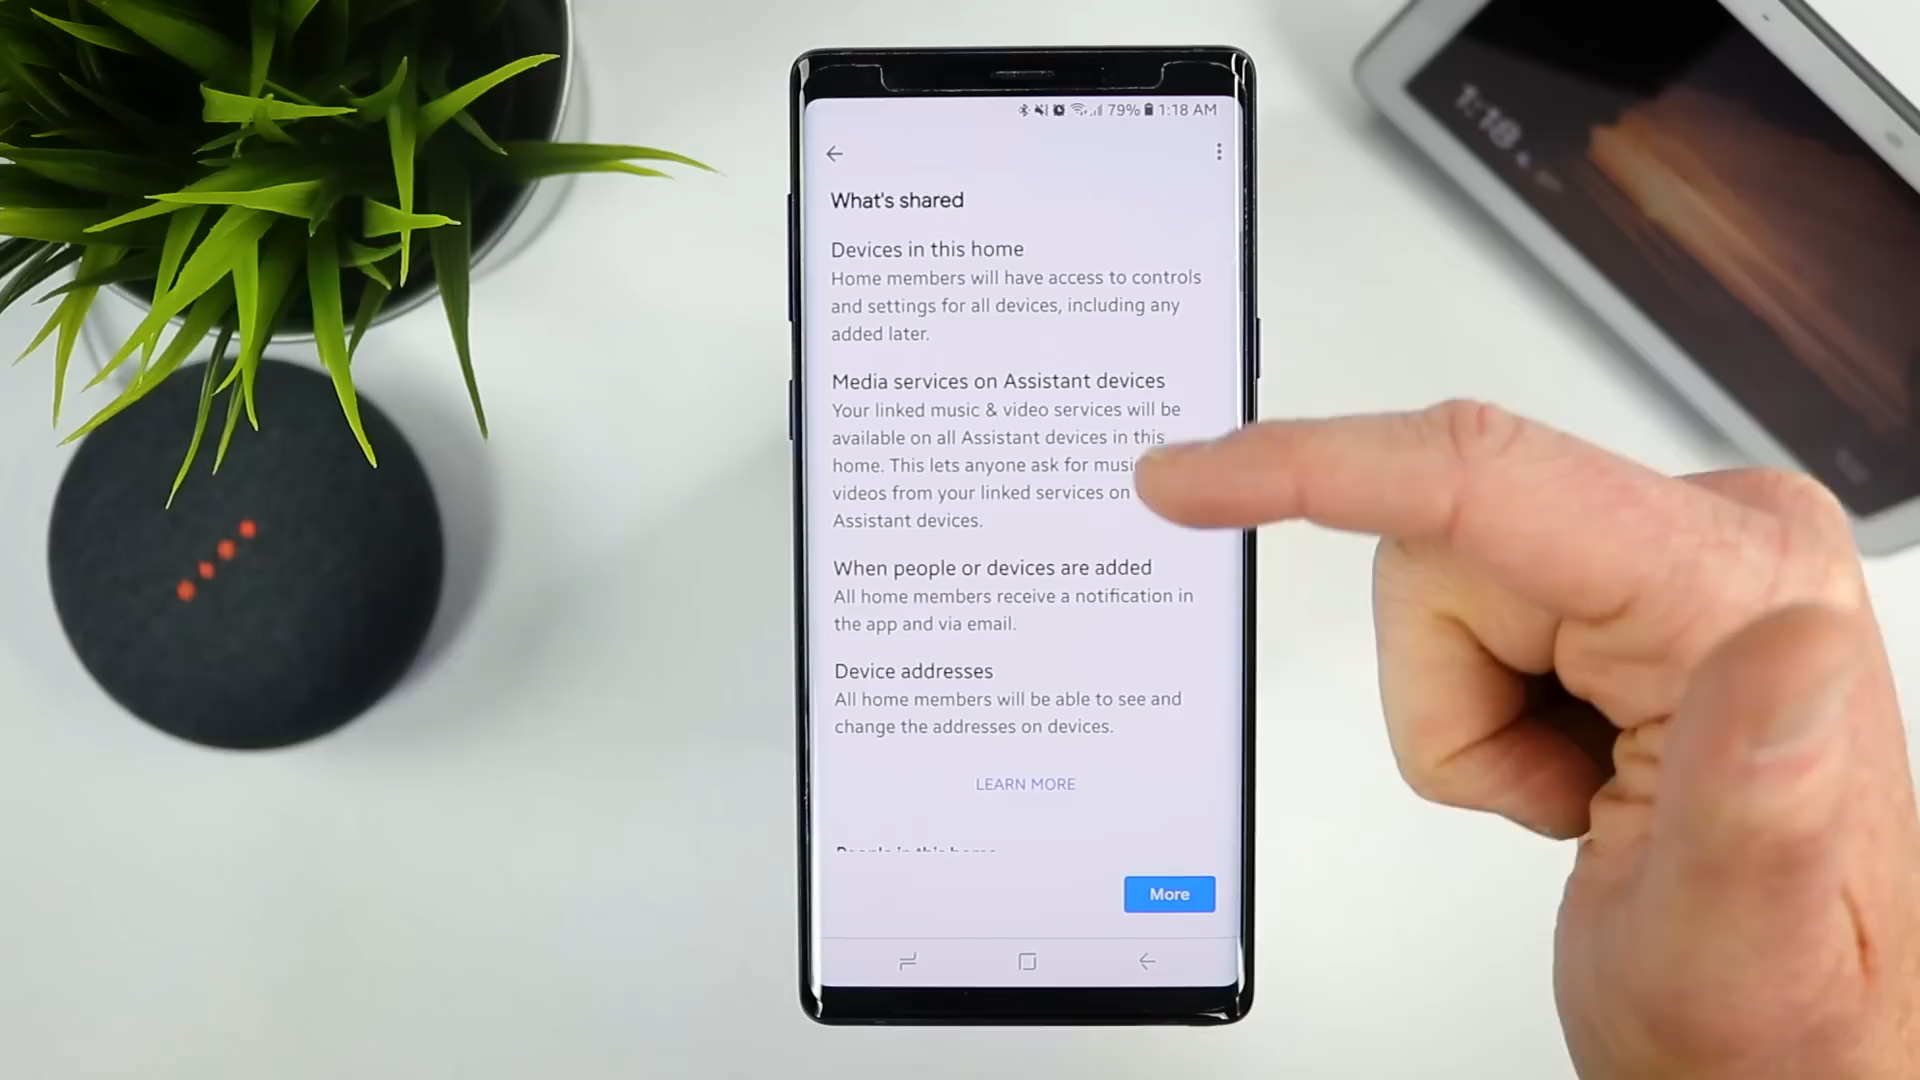 79% 1:18 AM
What's shared
Devices in this home
Home members will have access to controls
and settings for all devices, including any
added later.
Media services on Assistant devices
Your linked music & video services will be
available on all Assistant devices in this
home. This lets anyone ask for musi
videos from your linked services on
Assistant devices.
When people or devices are added
All home members receive a notification in
the app and via email.
Device addresses
All home members will be able to see and
change the addresses on devices.
LEARN MORE
People in this home
More
1:18